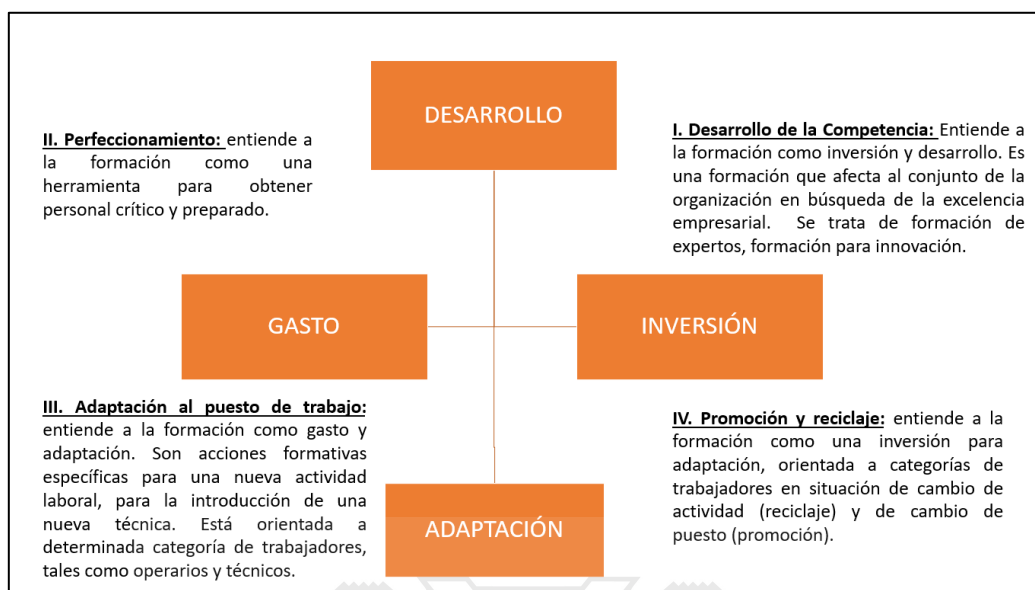 DESARROLLO
II. Perfeccionamiento: entiende a
la formación como una
herramienta para obtener
personal crítico y preparado.
I. Desarrollo de la Competencia: Entiende a
la formación como inversión y desarrollo. Es
una formación que afecta al conjunto de la
organización en búsqueda de la excelencia
empresarial. Se trata de formación de
expertos, formación para innovación.
GASTO
INVERSIÓN
III. Adaptación al puesto de trabajo:
entiende a la formación como gasto y
adaptación. Son acciones formativas
específicas para una nueva actividad
laboral, para la introducción de una
nueva técnica. Está orientada a
determinada categoría de trabajadores,
tales como operarios y técnicos.
IV. Promoción y reciclaje: entiende a la
formación como una inversión para
adaptación, orientada a categorías de
trabajadores en situación de cambio de
actividad (reciclaje) y de cambio de
puesto (promoción).
ADAPTACIÓN